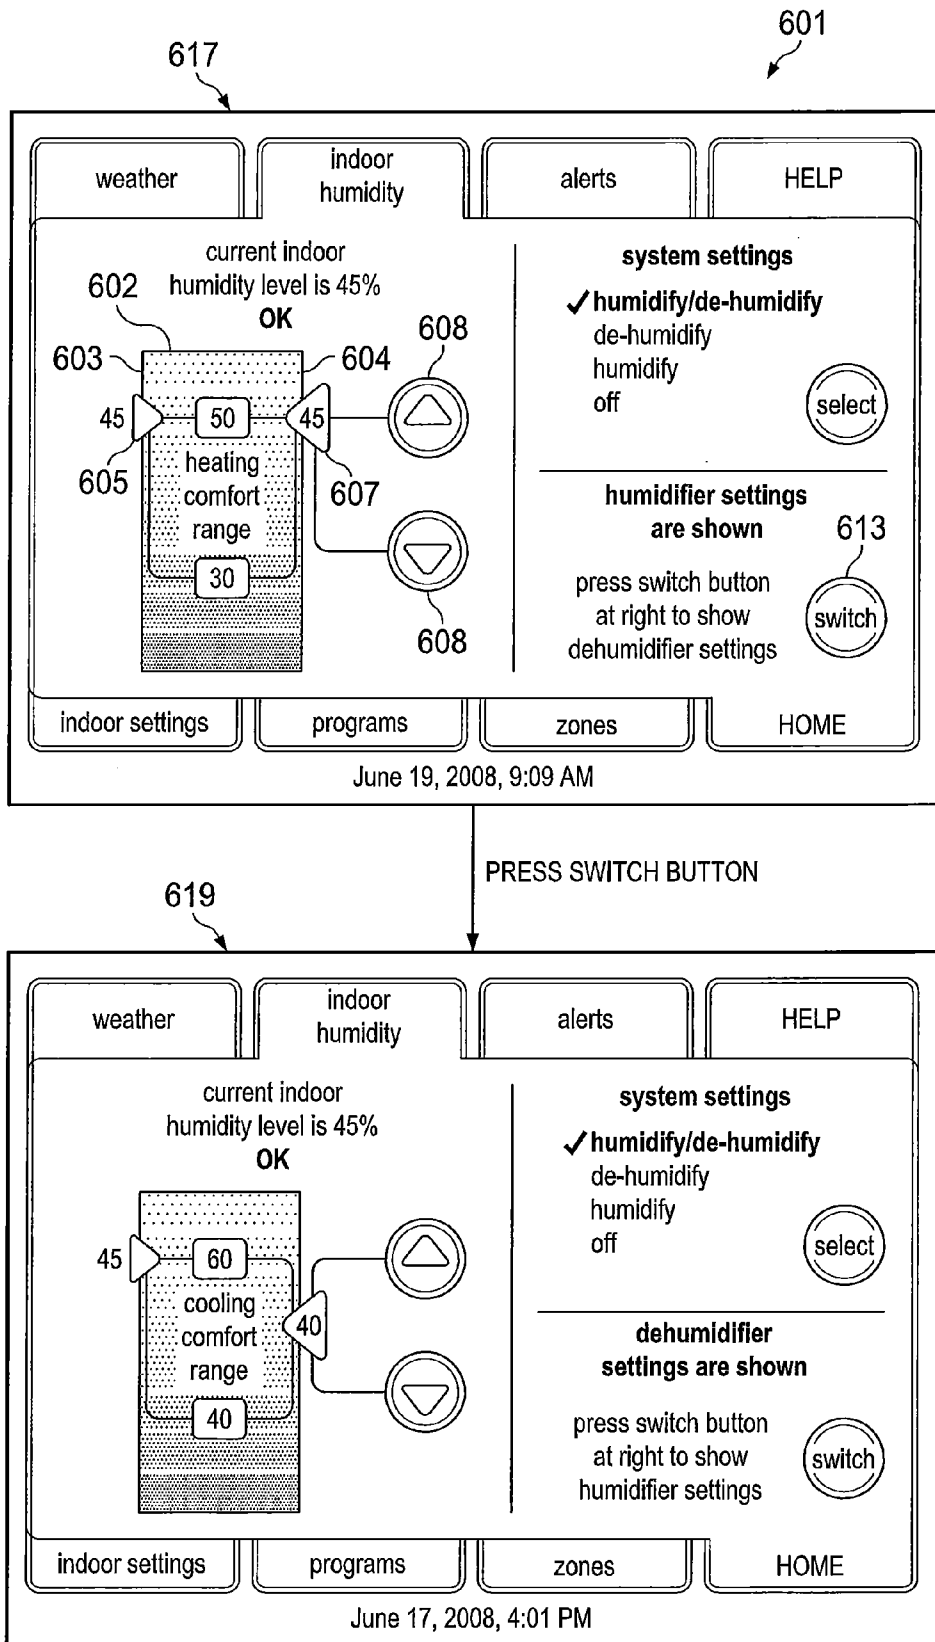 601
617
weather
indoor
humidity
alerts
HELP
current indoor
humidity level is 45%
OK
602
603
604
608
45
50
45
605
607
heating
comfort
range
30
608
system settings
✓ humidify/de-humidify
de-humidify
humidify
off
select
humidifier settings
are shown
613
press switch button
at right to show
dehumidifier settings
switch
indoor settings
programs
zones
HOME
June 19, 2008, 9:09 AM
PRESS SWITCH BUTTON
619
weather
indoor
humidity
alerts
HELP
current indoor
humidity level is 45%
OK
45
60
cooling
comfort
range
40
40
system settings
✓ humidify/de-humidify
de-humidify
humidify
off
select
dehumidifier
settings are shown
press switch button
at right to show
humidifier settings
switch
indoor settings
programs
zones
HOME
June 17, 2008, 4:01 PM